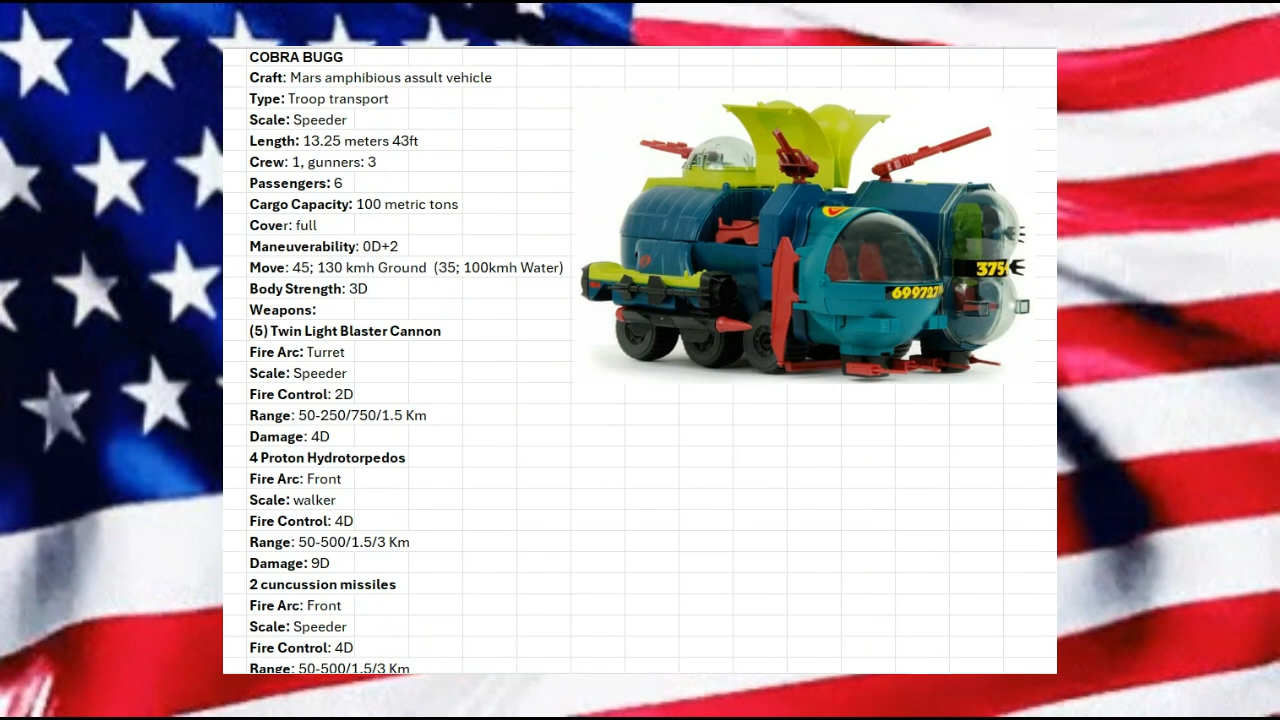 COBRA BUGG
Craft: Mars amphibious assult vehicle
Type: Troop transport
Scale: Speeder
Length: 13.25 meters 43ft
Crew: 1, gunners: 3
Passengers: 6
Cargo Capacity: 100 metric tons
Cover: full
Maneuverability: 0D+2
Move: 45; 130 kmh Ground (35; 100kmh Water)
Body Strength: 3D
Weapons:
(5) Twin Light Blaster Cannon
Fire Arc: Turret
Scale: Speeder
Fire Control: 2D
Range: 50-250/750/1.5 Km
Damage: 4D
4 Proton Hydrotorpedos
Fire Arc: Front
Scale: walker
Fire Control: 4D
Range: 50-500/1.5/3 Km
Damage: 9D
2 cuncussion missiles
Fire Arc: Front
Scale: Speeder
Fire Control: 4D
Range: 50-500/1.5/3 Km